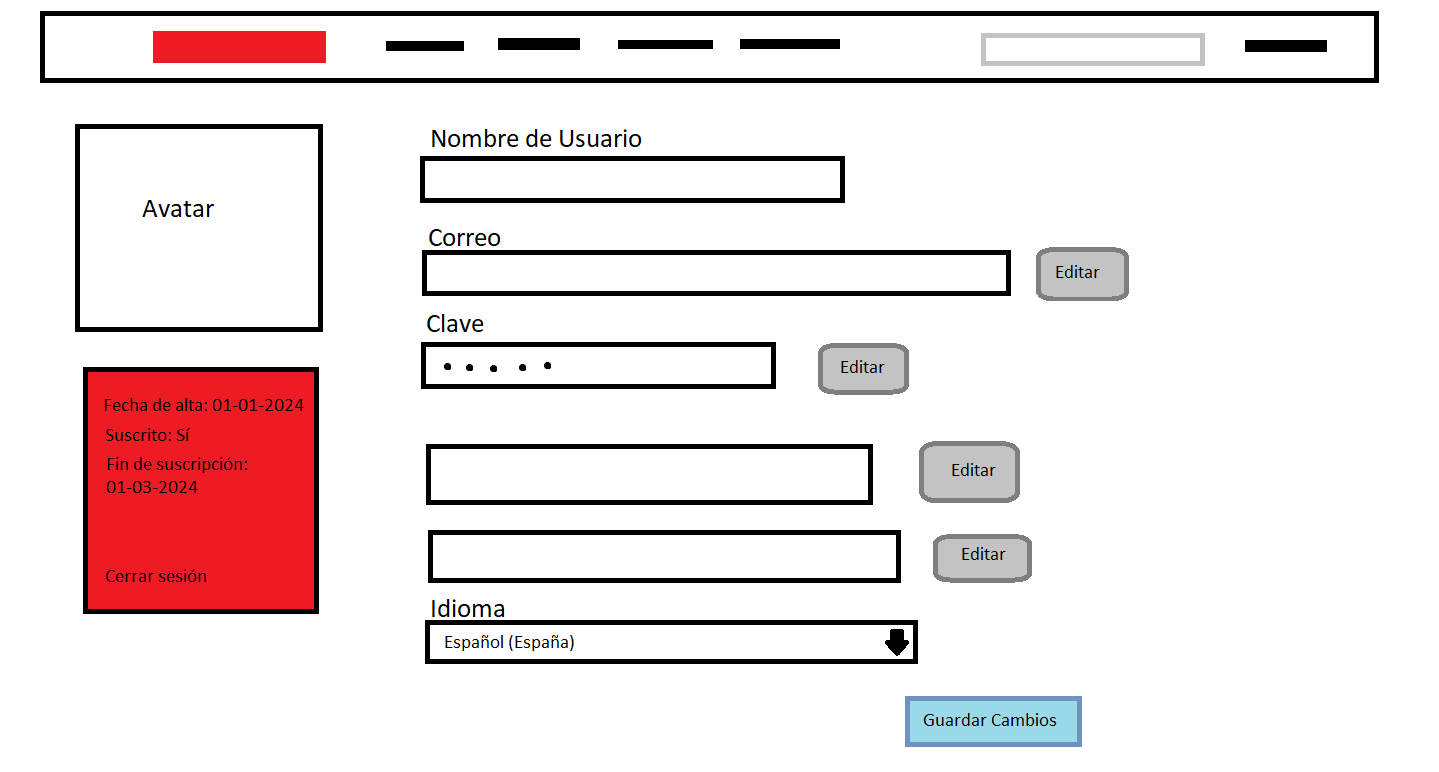 Avatar
Fecha de alta: 01-01-2024
Suscrito: Sí
Fin de suscripción:
01-03-2024
Cerrar sesión
Nombre de Usuario
Correo
Editar
Clave
Editar
Editar
Editar
Idioma
Español (España)
Guardar Cambios